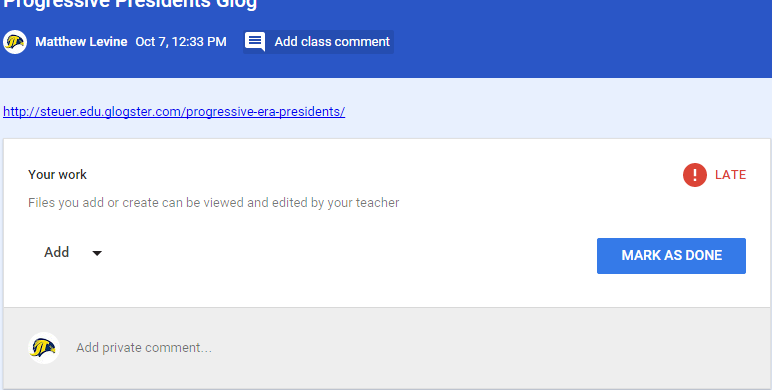 Progressive Presidents Glog
Matthew Levine Oct 7, 12:33 PM Add class comment
http://steuer.edu.glogster.com/progressive-era-presidents/
Your work
LATE
Files you add or create can be viewed and edited by your teacher
Add
MARK AS DONE
Add private comment...